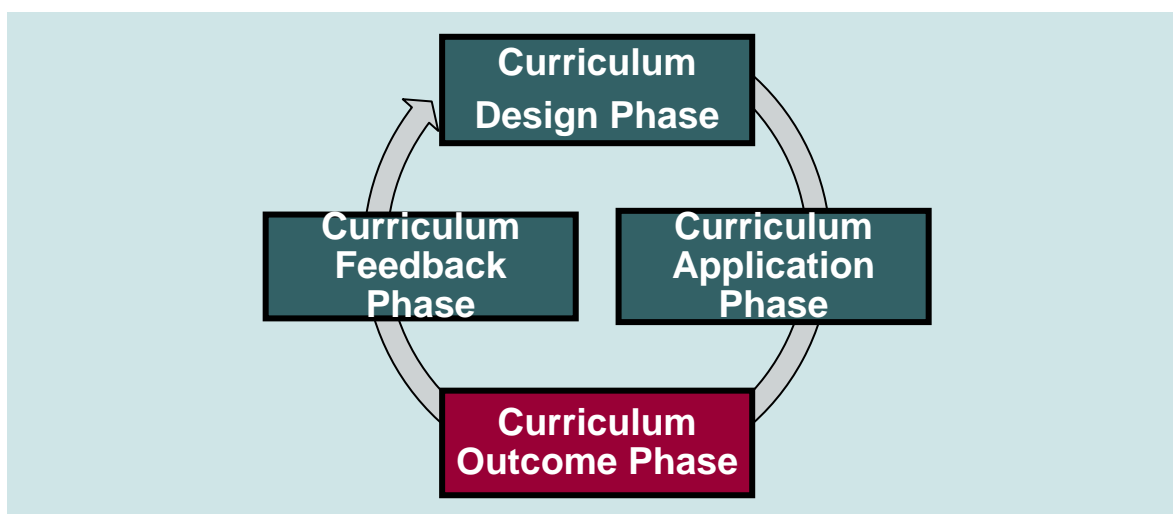 Curriculum
Design Phase
Curriculum
Feedback
Phase
Curriculum
Application
Phase
Curriculum
Outcome Phase